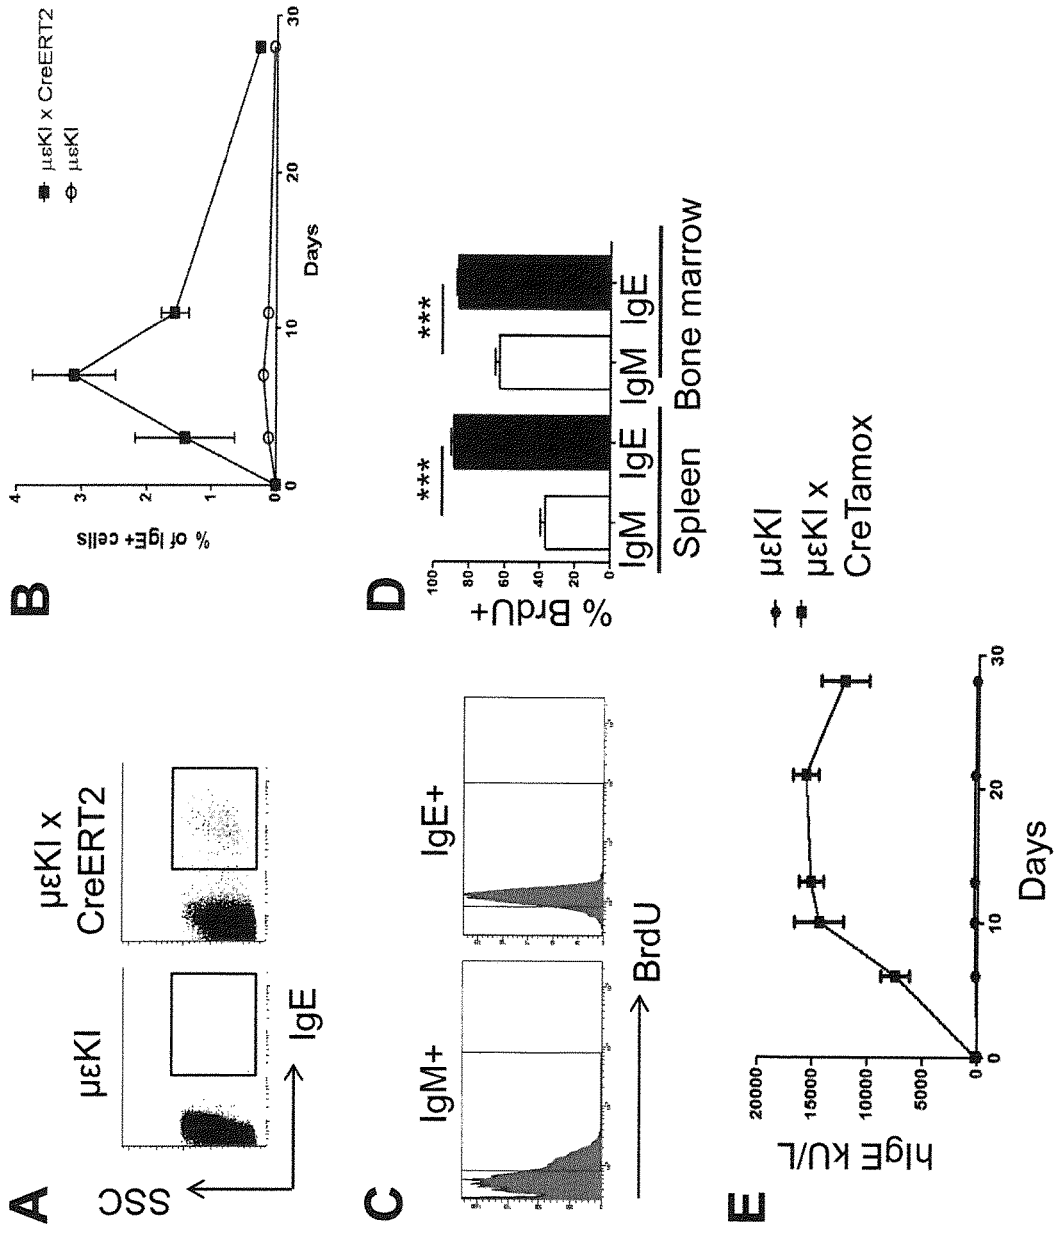 A
μεKI
μεKI x
CreERT2
SSC
IgE
B
μεKI x CreERT2
μεKI
% of IgE+ cells
4
3
2
1
0
0
10
20
30
Days
C
IgM+
IgE+
BrdU
D
% BrdU+
100
80
60
40
20
0
***
***
IgM
IgE
IgM
IgE
Spleen
Bone marrow
E
μεKI
μεKI x
CreTamox
hIgE kU/L
20000
15000
10000
5000
0
0
10
20
30
Days